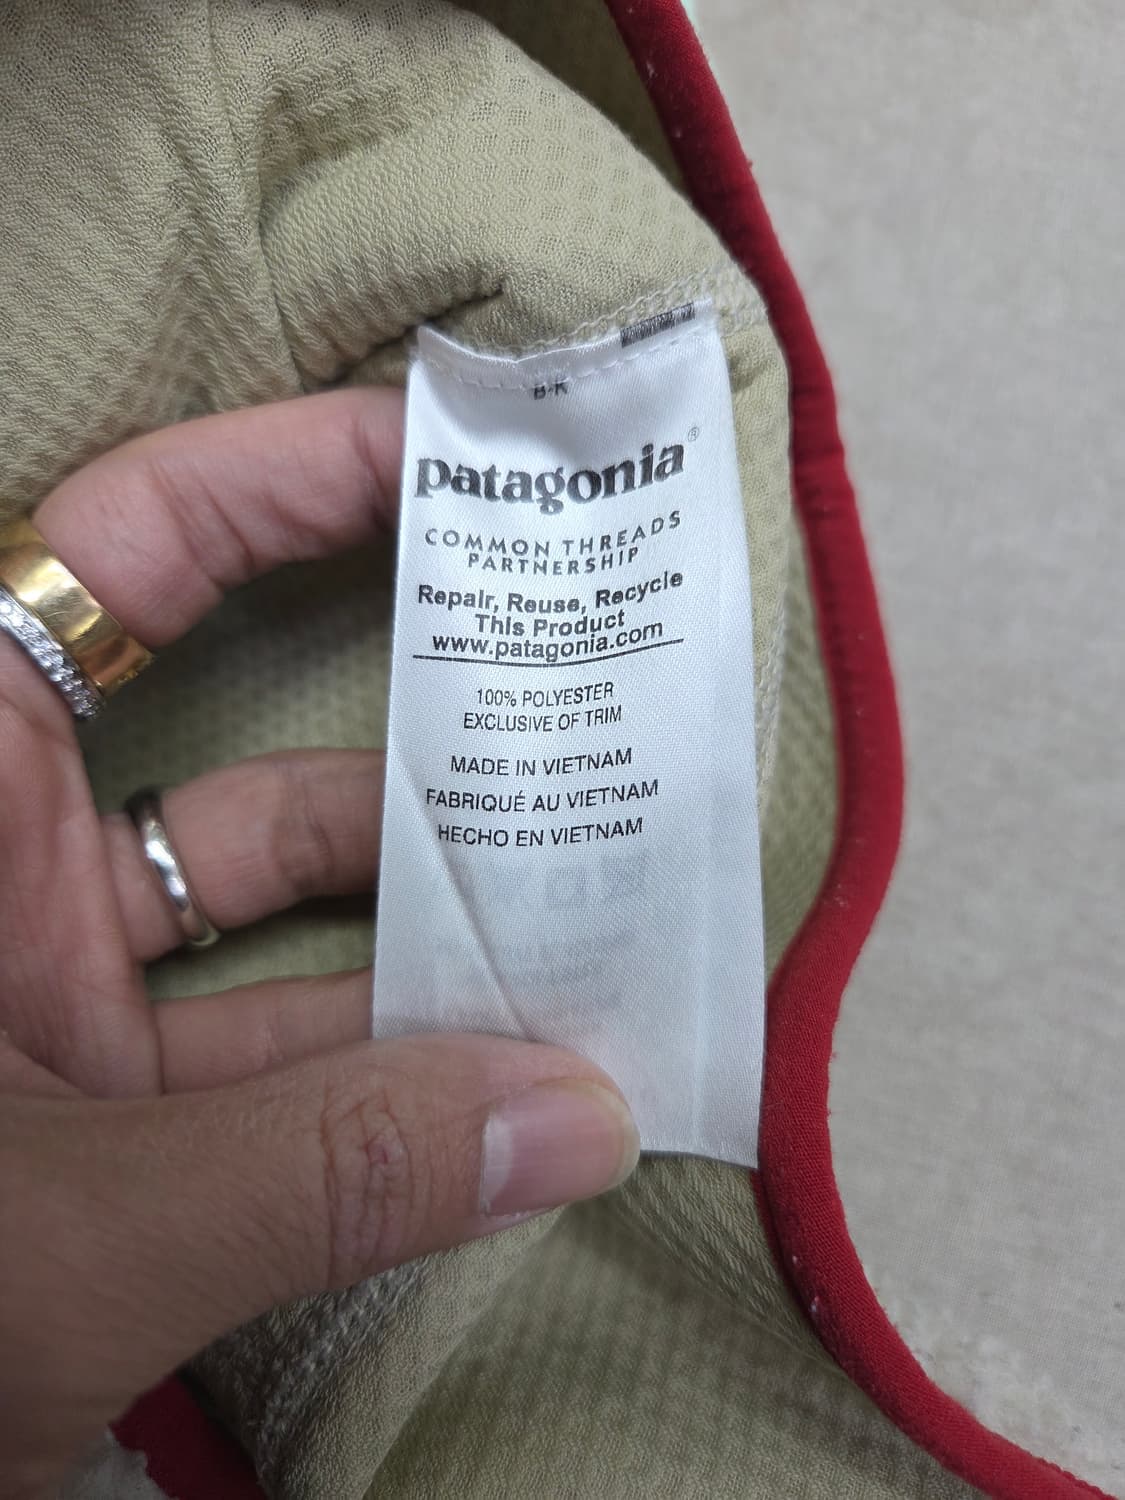 B-K
patagonia®
COMMON THREADS
PARTNERSHIP
Repair, Reuse, Recycle
This Product
www.patagonia.com
100% POLYESTER
EXCLUSIVE OF TRIM
MADE IN VIETNAM
FABRIQUÉ AU VIETNAM
HECHO EN VIETNAM